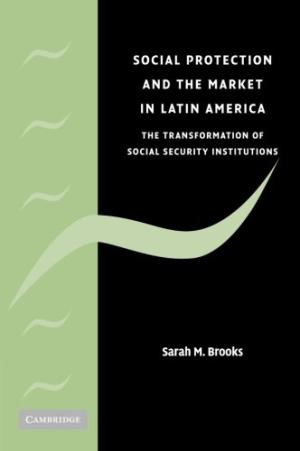 SOCIAL PROTECTION
AND THE MARKET
IN LATIN AMERICA
THE TRANSFORMATION OF
SOCIAL SECURITY INSTITUTIONS
Sarah M. Brooks
CAMBRIDGE